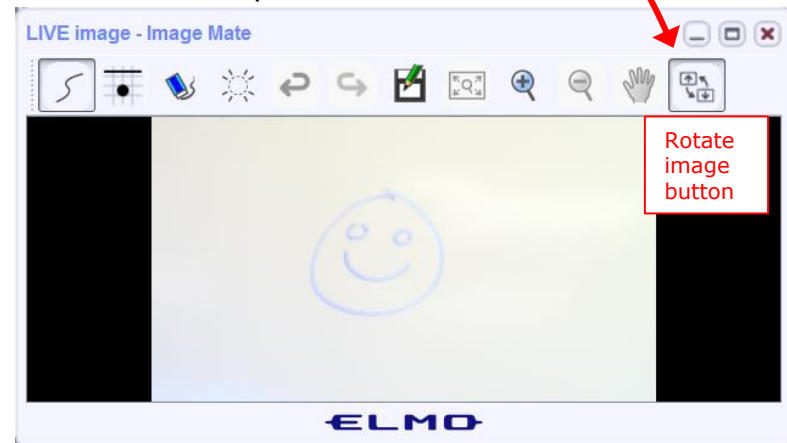 LIVE image - Image Mate
Rotate
image
button
ELMO